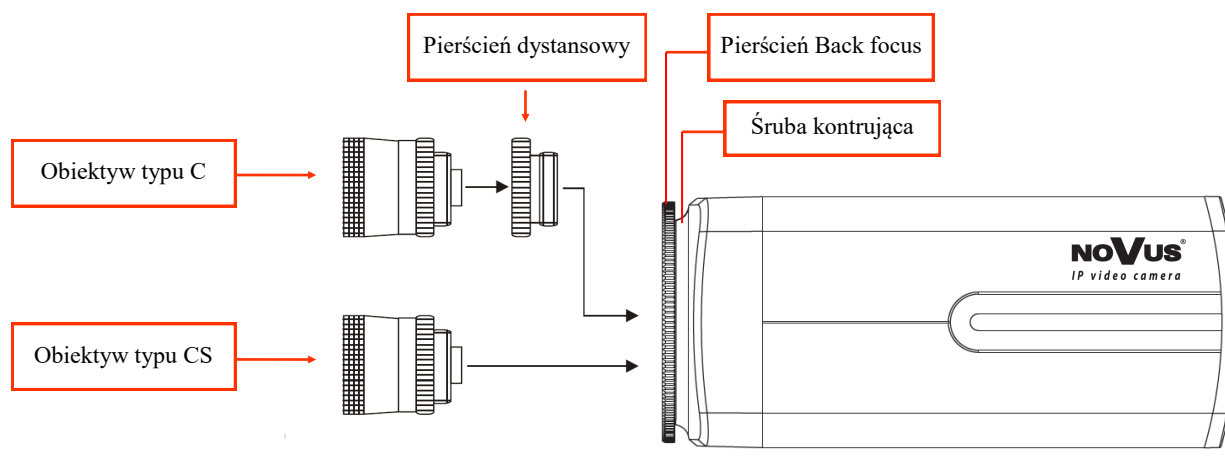 Pierścień dystansowy
Pierścień Back focus
Śruba kontrująca
Obiektyw typu C
NOVUS®
IP video camera
Obiektyw typu CS